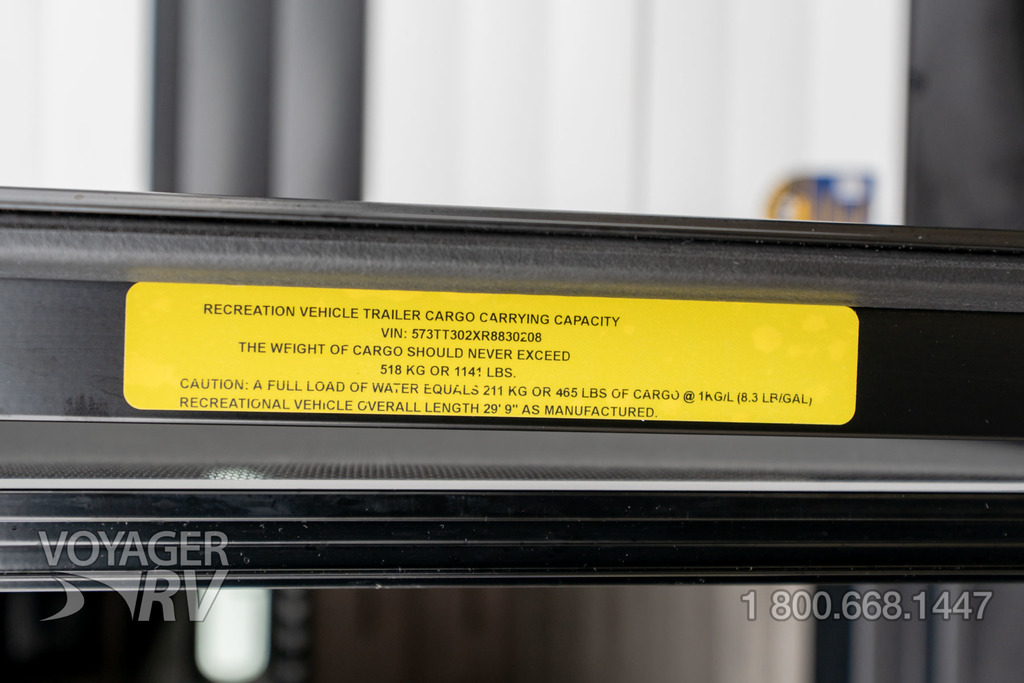 RECREATION VEHICLE TRAILER CARGO CARRYING CAPACITY
VIN: 573TT302XR8830208
THE WEIGHT OF CARGO SHOULD NEVER EXCEED
518 KG OR 1141 LBS.
CAUTION: A FULL LOAD OF WATER EQUALS 211 KG OR 465 LBS OF CARGO @ 1KG/L (8.3 LB/GAL)
RECREATIONAL VEHICLE OVERALL LENGTH 29' 9" AS MANUFACTURED.
VOYAGER
RV
1 800.668.1447